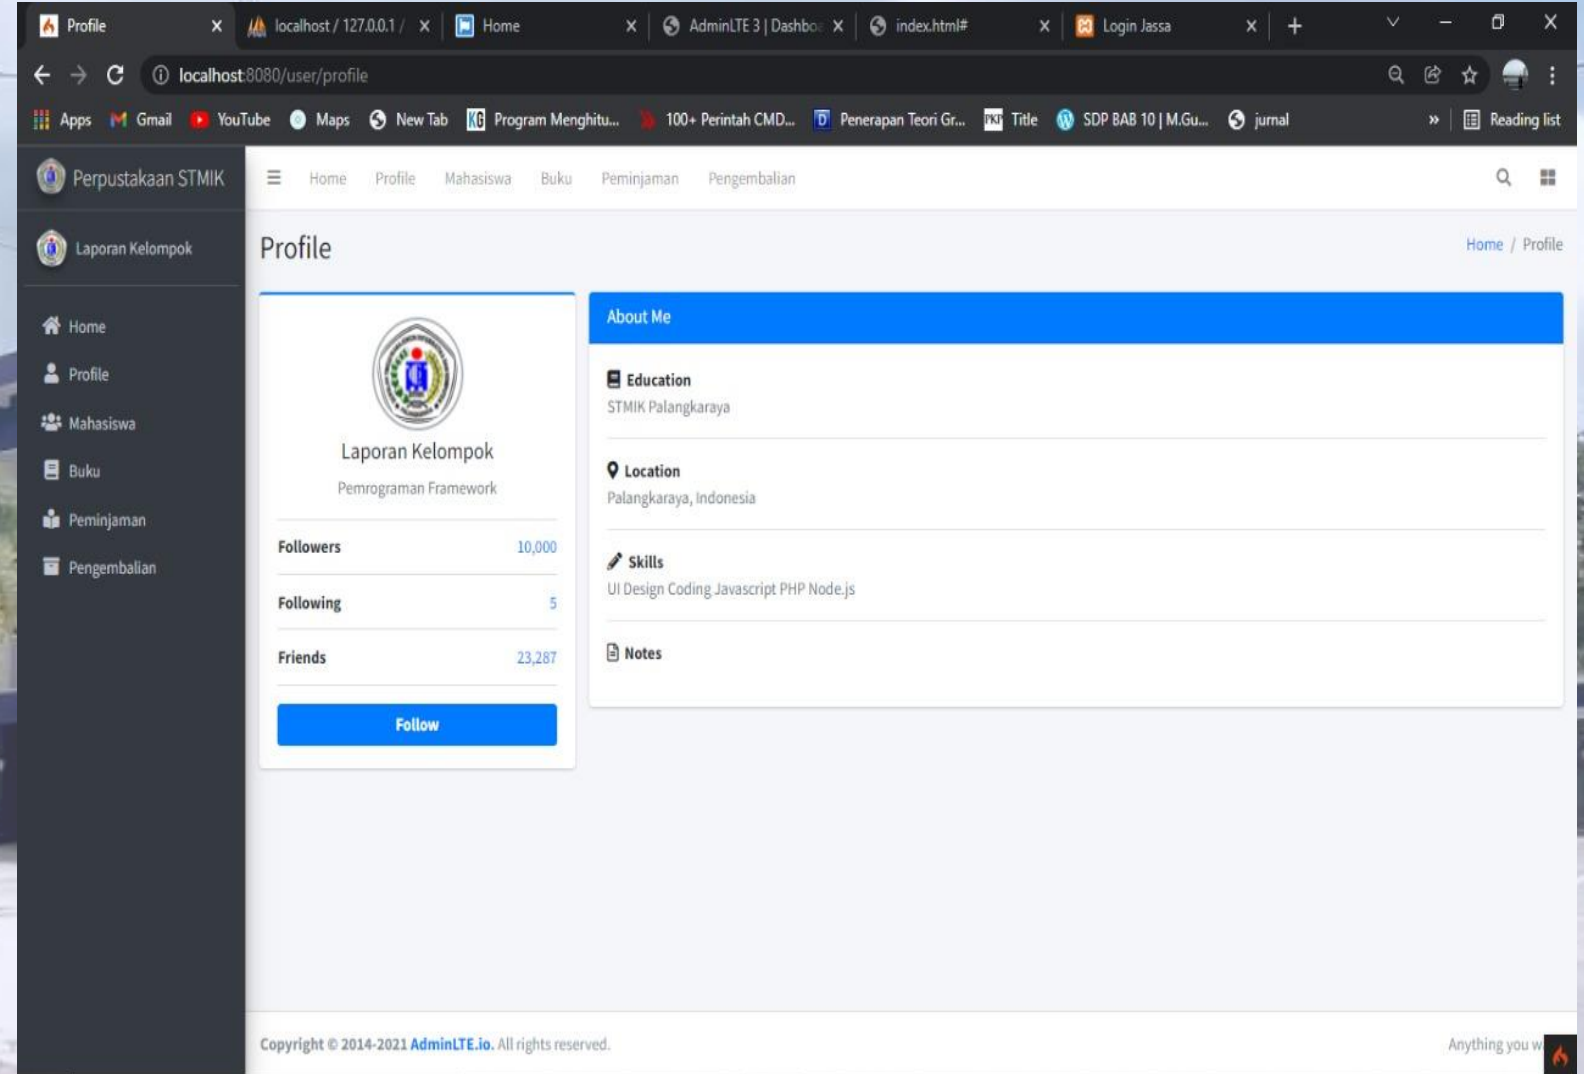 Profile
localhost / 127.0.0.1 /
Home
AdminLTE 3 | Dashboa
index.html#
Login Jassa
localhost:8080/user/profile
Apps Gmail YouTube Maps New Tab Program Menghitu... 100+ Perintah CMD... Penerapan Teori Gr... Title SDP BAB 10 | M.Gu... jurnal » Reading list
Perpustakaan STMIK
Home Profile Mahasiswa Buku Peminjaman Pengembalian
Laporan Kelompok
Profile
Home / Profile
Home
Profile
Mahasiswa
Buku
Peminjaman
Pengembalian
Laporan Kelompok
Pemrograman Framework
Followers 10,000
Following 5
Friends 23,287
Follow
About Me
Education
STMIK Palangkaraya
Location
Palangkaraya, Indonesia
Skills
UI Design Coding Javascript PHP Node.js
Notes
Copyright © 2014-2021 AdminLTE.io. All rights reserved.
Anything you w